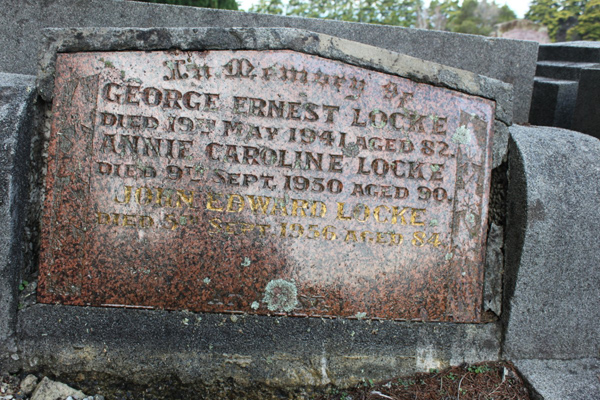 In Memory of
GEORGE ERNEST LOCKE
DIED 19TH MAY 1941, AGED 82.
ANNIE CAROLINE LOCKE
DIED 9TH SEPT. 1950 AGED 90.
JOHN EDWARD LOCKE
DIED SEPT 1956 AGED 84